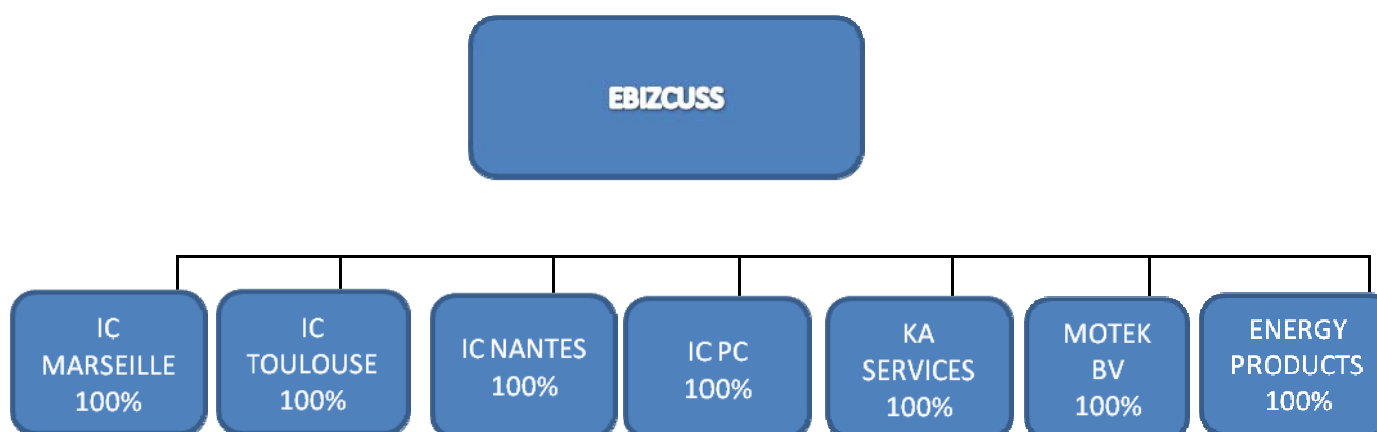 EBIZCUSS
IC
MARSEILLE
100%
IC
TOULOUSE
100%
IC NANTES
100%
IC PC
100%
KA
SERVICES
100%
MOTEK
BV
100%
ENERGY
PRODUCTS
100%